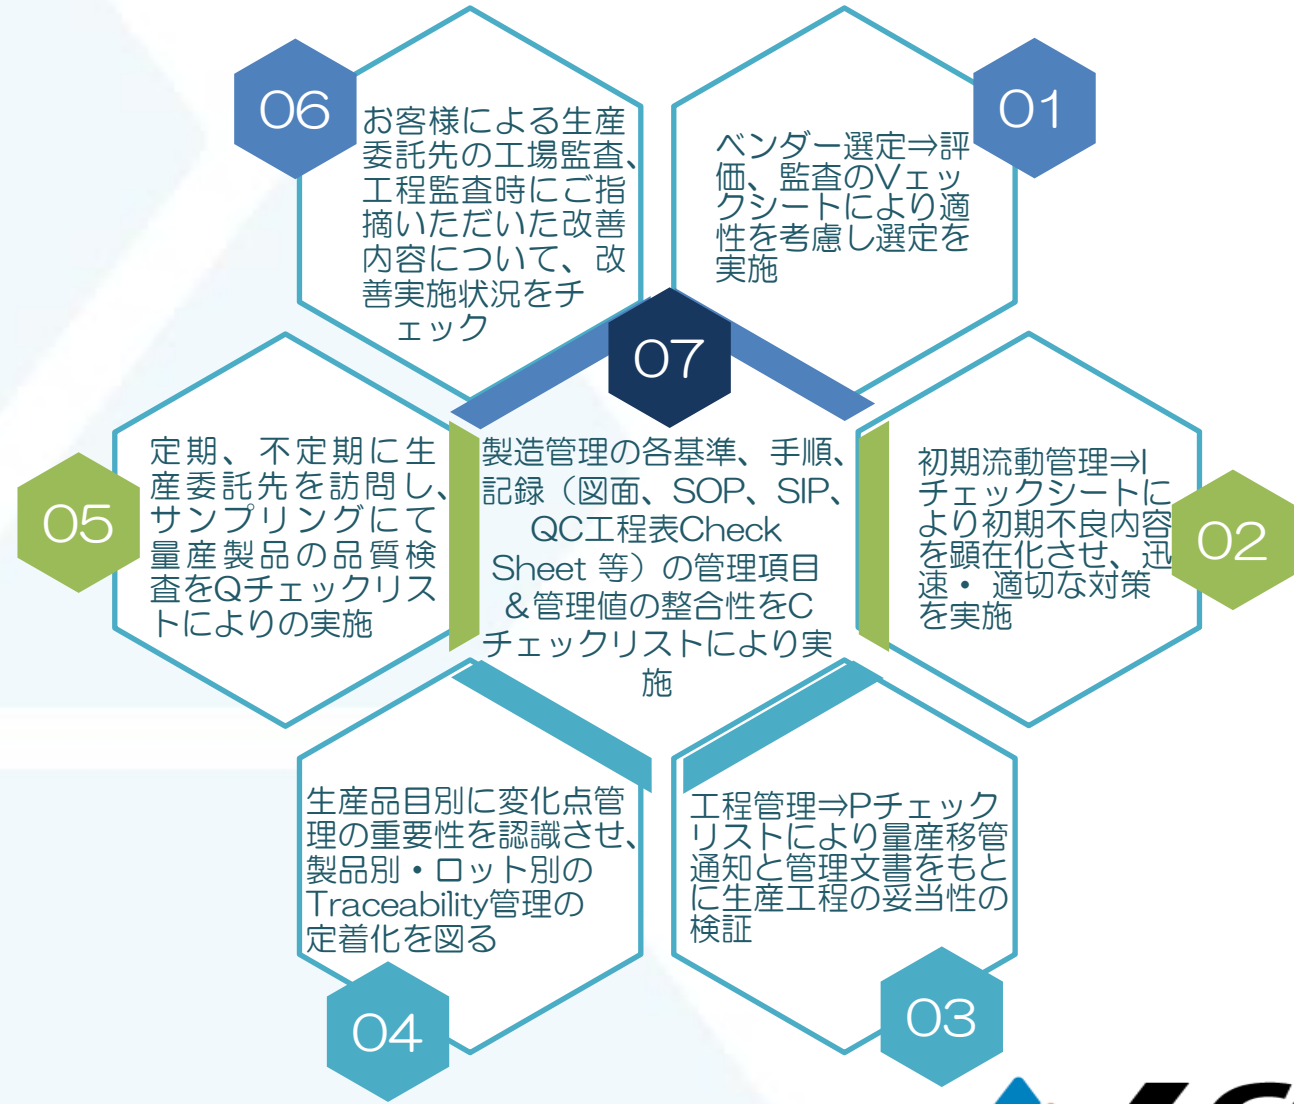 06
お客様による生産
委託先の工場監査、
工程監査時にご指
摘いただいた改善
内容について、改
善実施状況をチ
ェック
01
ベンダー選定⇒評
価、監査のVェッ
クシートにより適
性を考慮し選定を
実施
07
製造管理の各基準、手順、
記録（図面、SOP、SIP、
QC工程表Check
Sheet 等）の管理項目
＆管理値の整合性をC
チェックリストにより実
施
05
定期、不定期に生
産委託先を訪問し、
サンプリングにて
量産製品の品質検
査をQチェックリス
トによりの実施
02
初期流動管理⇒I
チェックシートに
より初期不良内容
を顕在化させ、迅
速・ 適切な対策
を実施
04
生産品目別に変化点管
理の重要性を認識させ、
製品別・ロット別の
Traceability管理の
定着化を図る
03
工程管理⇒Pチェック
リストにより量産移管
通知と管理文書をもと
に生産工程の妥当性の
検証